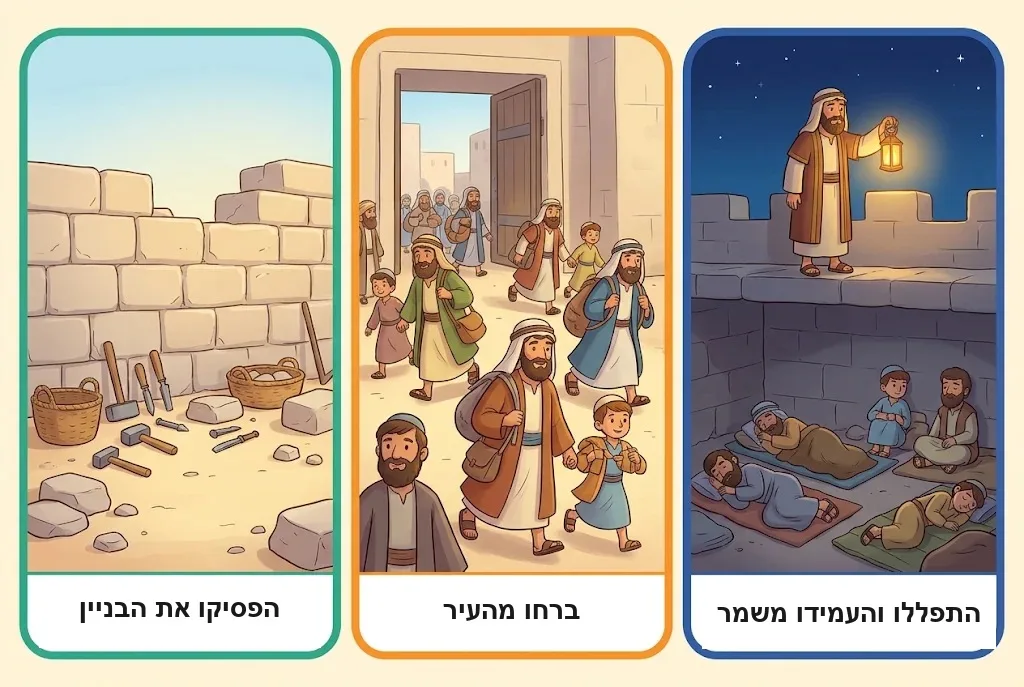 התפללו והעמידו משמר
ברחו מהעיר
הפסיקו את הבניין